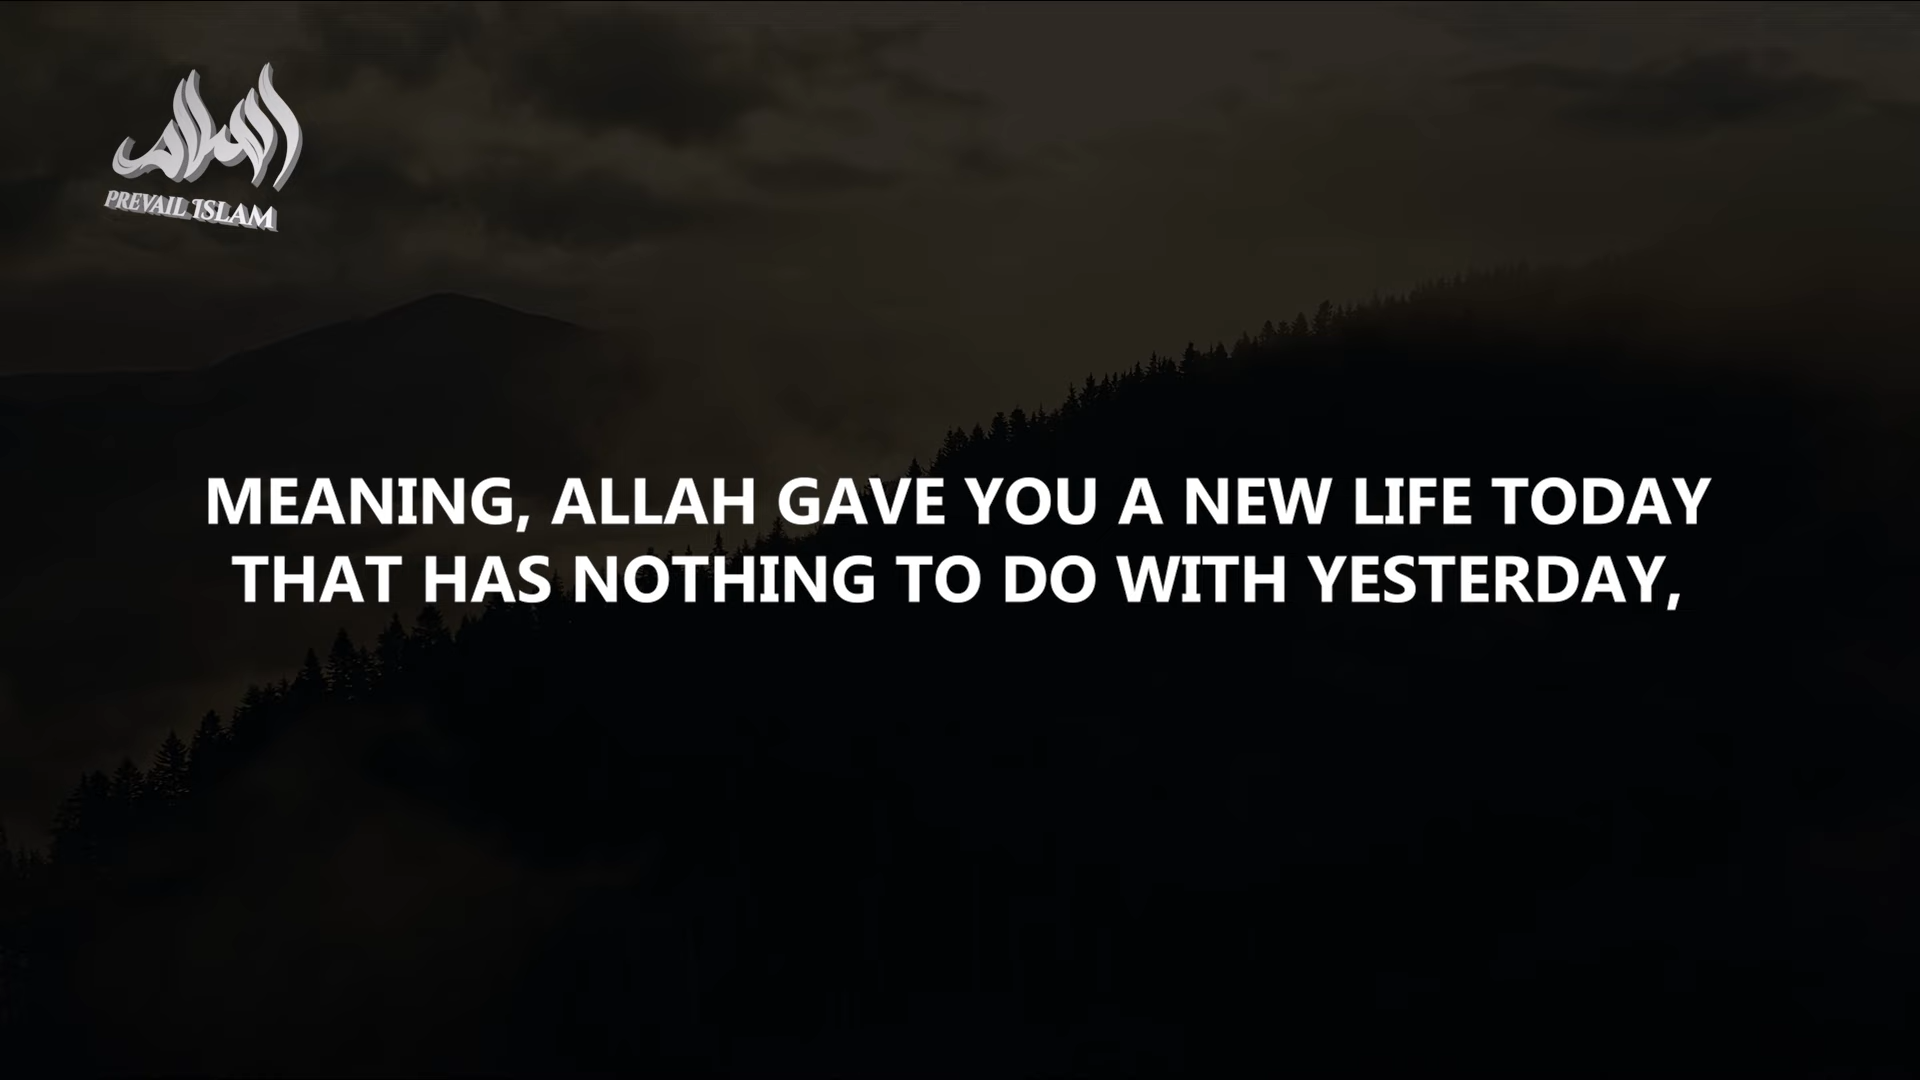 PREVAIL ISLAM
MEANING, ALLAH GAVE YOU A NEW LIFE TODAY
THAT HAS NOTHING TO DO WITH YESTERDAY,